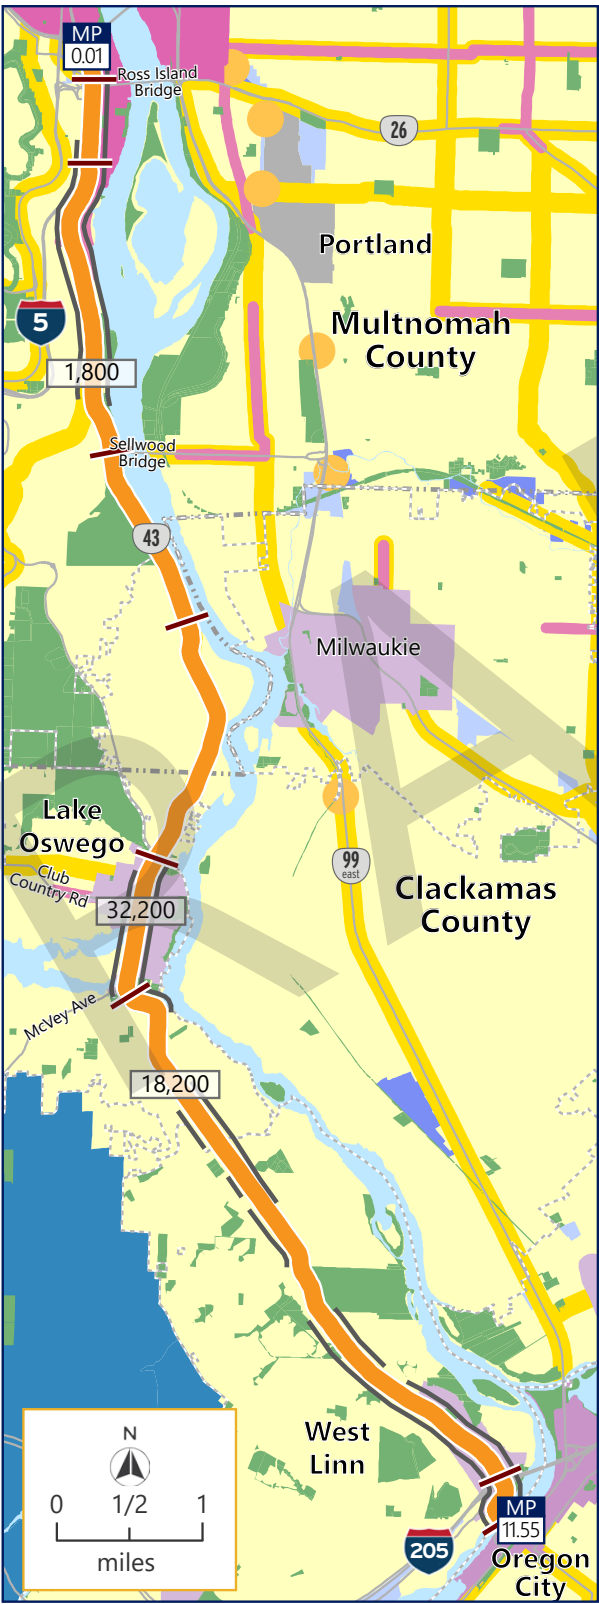 MP
0.01
Ross Island
Bridge
26
Portland
5
Multnomah
County
1,800
Sellwood
Bridge
43
Milwaukie
Lake
Oswego
Club
Country Rd
99
east
Clackamas
County
32,200
McVey Ave
18,200
West
Linn
N
0 1/2 1
miles
MP
11.55
205
Oregon
City